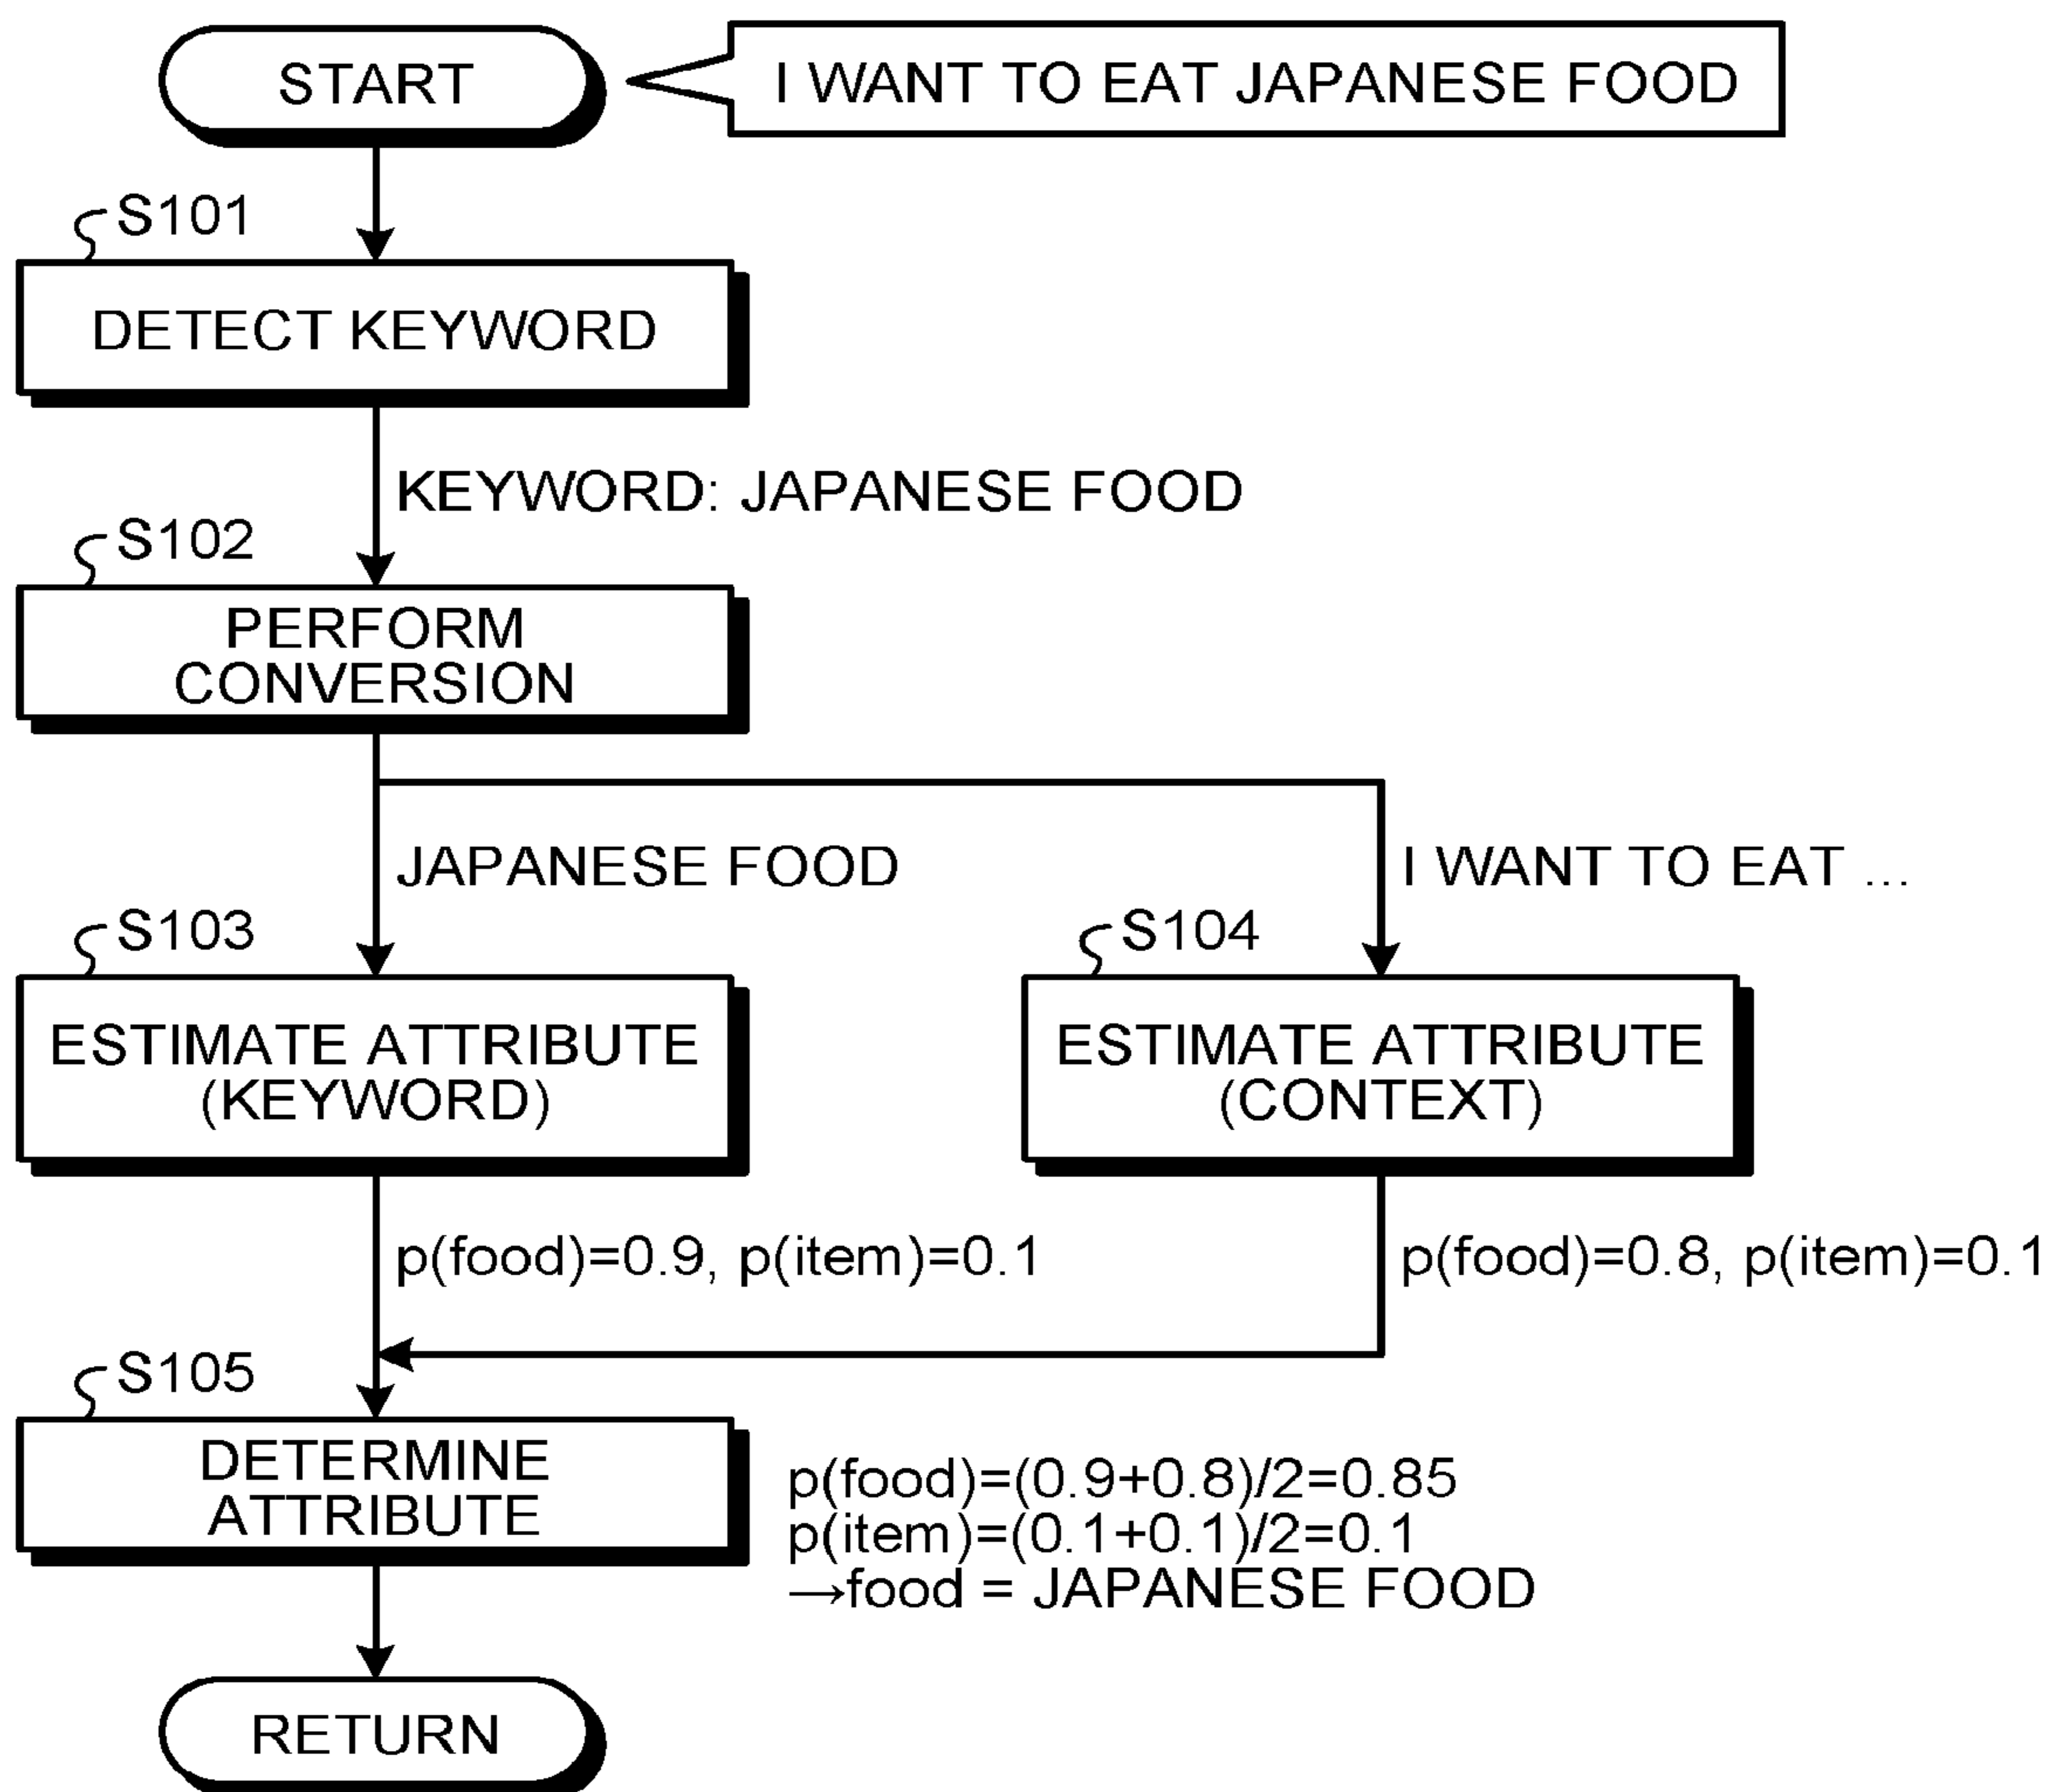 START
I WANT TO EAT JAPANESE FOOD
S101
DETECT KEYWORD
KEYWORD: JAPANESE FOOD
S102
PERFORM
CONVERSION
JAPANESE FOOD
I WANT TO EAT ...
S103
ESTIMATE ATTRIBUTE
(KEYWORD)
S104
ESTIMATE ATTRIBUTE
(CONTEXT)
p(food)=0.9, p(item)=0.1
p(food)=0.8, p(item)=0.1
S105
DETERMINE
ATTRIBUTE
p(food)=(0.9+0.8)/2=0.85
p(item)=(0.1+0.1)/2=0.1
→food = JAPANESE FOOD
RETURN